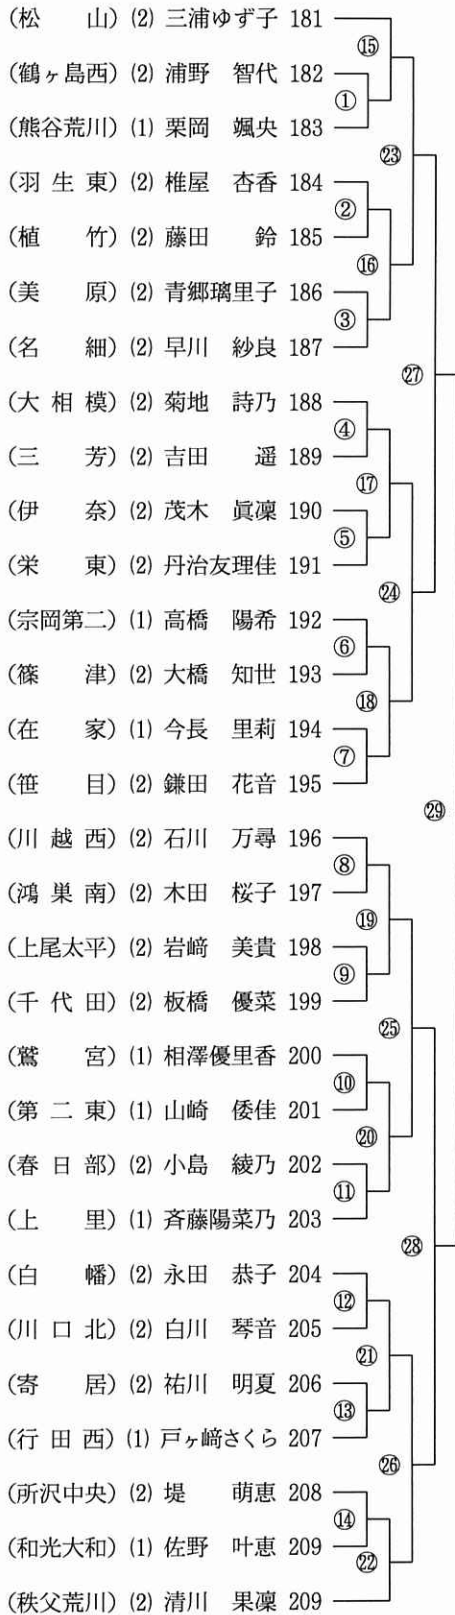 (松　　山) (2) 三浦ゆず子 181
(鶴ヶ島西) (2) 浦野　智代 182
(熊谷荒川) (1) 栗岡　颯央 183
(羽 生 東) (2) 椎屋　杏香 184
(植　　竹) (2) 藤田　　鈴 185
(美　　原) (2) 青郷璃里子 186
(名　　細) (2) 早川　紗良 187
(大 相 模) (2) 菊地　詩乃 188
(三　　芳) (2) 吉田　　遥 189
(伊　　奈) (2) 茂木　眞凜 190
(栄　　東) (2) 丹治友理佳 191
(宗岡第二) (1) 高橋　陽希 192
(篠　　津) (2) 大橋　知世 193
(在　　家) (1) 今長　里莉 194
(笹　　目) (2) 鎌田　花音 195
(川 越 西) (2) 石川　万尋 196
(鴻 巣 南) (2) 木田　桜子 197
(上尾太平) (2) 岩﨑　美貴 198
(千 代 田) (2) 板橋　優菜 199
(鷲　　宮) (1) 相澤優里香 200
(第 二 東) (1) 山崎　倭佳 201
(春 日 部) (2) 小島　綾乃 202
(上　　里) (1) 斉藤陽菜乃 203
(白　　幡) (2) 永田　恭子 204
(川 口 北) (2) 白川　琴音 205
(寄　　居) (2) 祐川　明夏 206
(行 田 西) (1) 戸ヶ﨑さくら 207
(所沢中央) (2) 堤　　萌恵 208
(和光大和) (1) 佐野　叶恵 209
(秩父荒川) (2) 清川　果凜 209
①
②
③
④
⑤
⑥
⑦
⑧
⑨
⑩
⑪
⑫
⑬
⑭
⑮
⑯
⑰
⑱
⑲
⑳
㉑
㉒
㉓
㉔
㉕
㉖
㉗
㉘
㉙